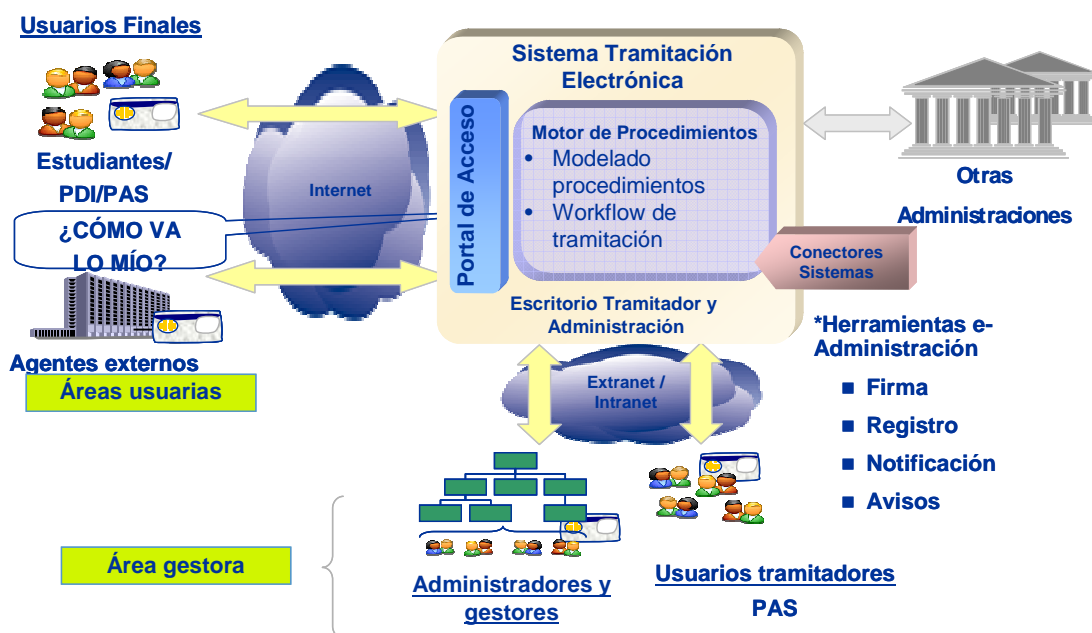 Usuarios Finales
Estudiantes/
PDI/PAS
¿CÓMO VA
LO MÍO?
Agentes externos
Áreas usuarias
Internet
Sistema Tramitación
Electrónica
Portal de Acceso
Motor de Procedimientos
• Modelado
procedimientos
• Workflow de
tramitación
Escritorio Tramitador y
Administración
Otras
Administraciones
Conectores
Sistemas
*Herramientas e-
Administración
■ Firma
■ Registro
■ Notificación
■ Avisos
Extranet /
Intranet
Área gestora
Administradores y
gestores
Usuarios tramitadores
PAS